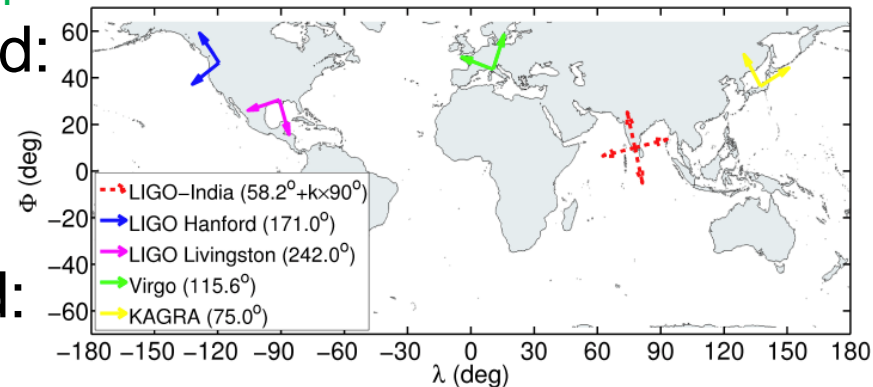 d:
60
40
20
0
−20
−40
−60
Φ (deg)
LIGO−India (58.2°+k×90°)
LIGO Hanford (171.0°)
LIGO Livingston (242.0°)
Virgo (115.6°)
KAGRA (75.0°)
:
−180 −150 −120 −90 −60 −30 0 30 60 90 120 150 180
λ (deg)